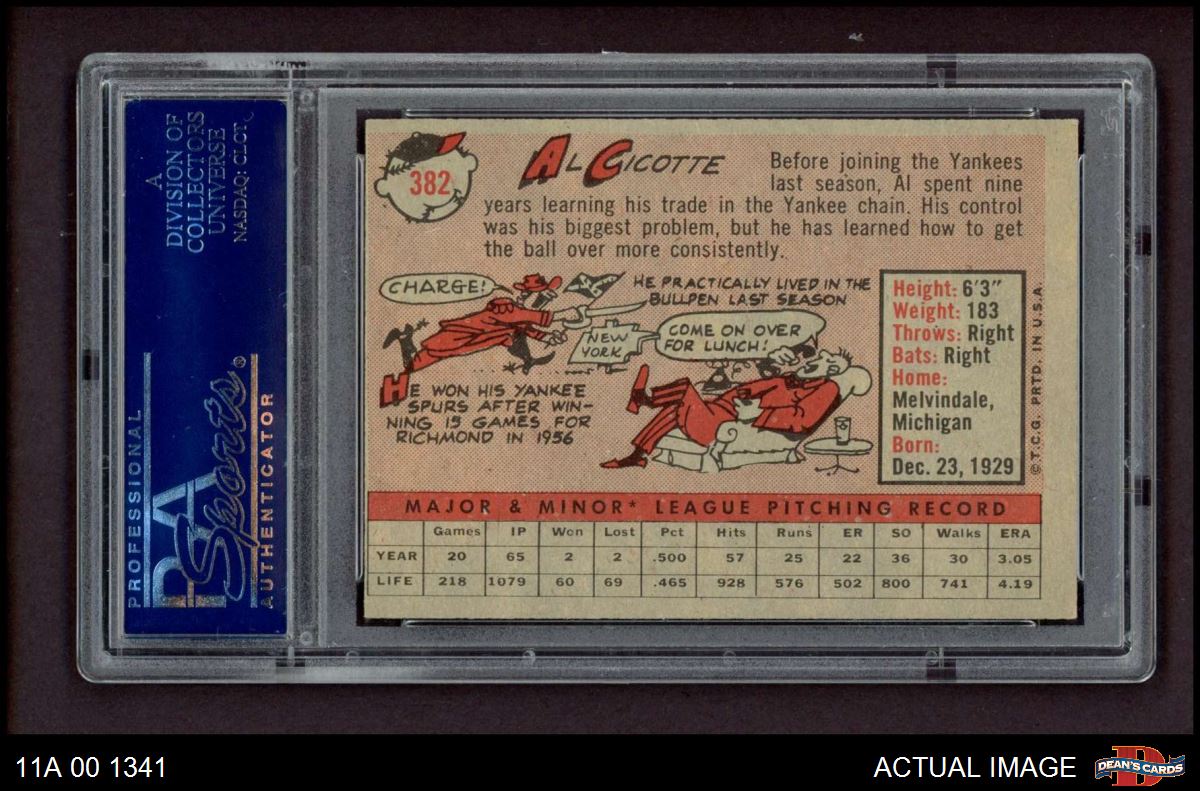 A
DIVISION OF
COLLECTORS
UNIVERSE
NASDAQ: CLCT
PROFESSIONAL
PSA
Sports®
AUTHENTICATOR
382
AL CICOTTE
Before joining the Yankees
last season, Al spent nine
years learning his trade in the Yankee chain. His control
was his biggest problem, but he has learned how to get
the ball over more consistently.
CHARGE!
NEW
YORK
HE WON HIS YANKEE
SPURS AFTER WIN-
NING 15 GAMES FOR
RICHMOND IN 1956
HE PRACTICALLY LIVED IN THE
BULLPEN LAST SEASON
COME ON OVER
FOR LUNCH!
Height: 6'3"
Weight: 183
Throws: Right
Bats: Right
Home:
Melvindale,
Michigan
Born:
Dec. 23, 1929
©T.C.G. PRTD. IN U.S.A.
MAJOR & MINOR* LEAGUE PITCHING RECORD
Games IP Won Lost Pct Hits Runs ER SO Walks ERA
YEAR 20 65 2 2 .500 57 25 22 36 30 3.05
LIFE 218 1079 60 69 .465 928 576 502 800 741 4.19
11A 00 1341
ACTUAL IMAGE
D
DEAN'S CARDS